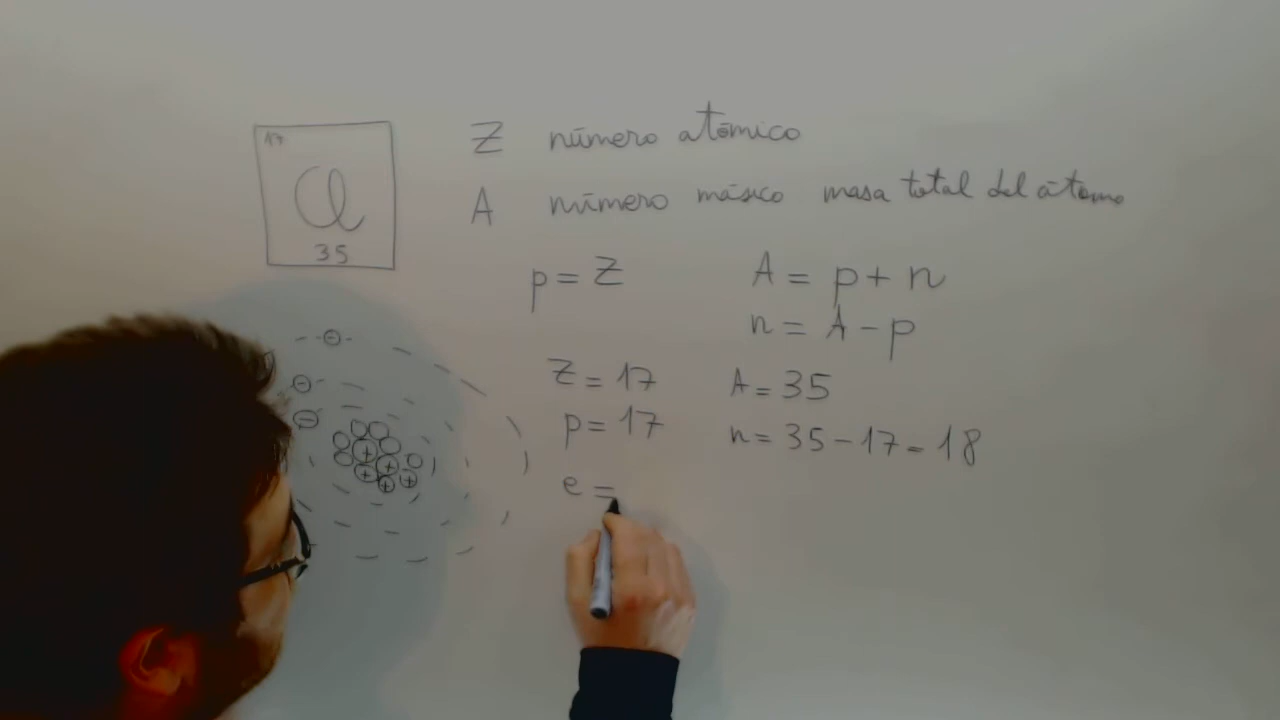 17
Cl
35
Z número atómico
A número másico masa total del átomo
p = Z
A = p + n
n = A - p
Z = 17
A = 35
p = 17
n = 35 - 17 = 18
e =